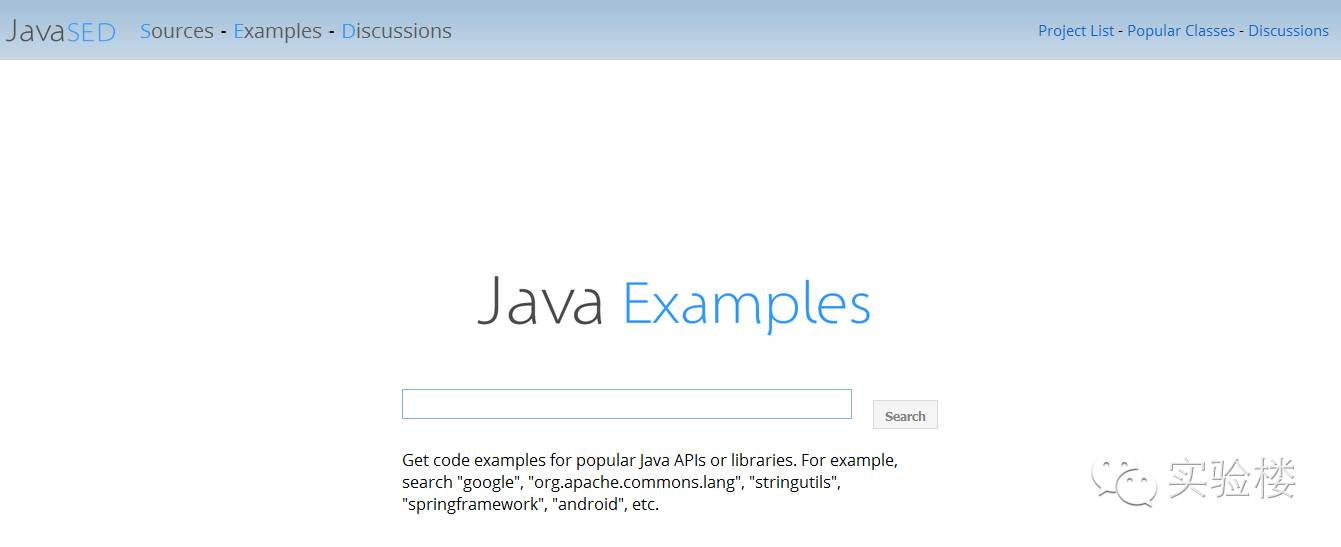 JavaSED Sources - Examples - Discussions Project List - Popular Classes - Discussions
Java Examples
Search
Get code examples for popular Java APIs or libraries. For example,
search "google", "org.apache.commons.lang", "stringutils",
"springframework", "android", etc.
实验楼